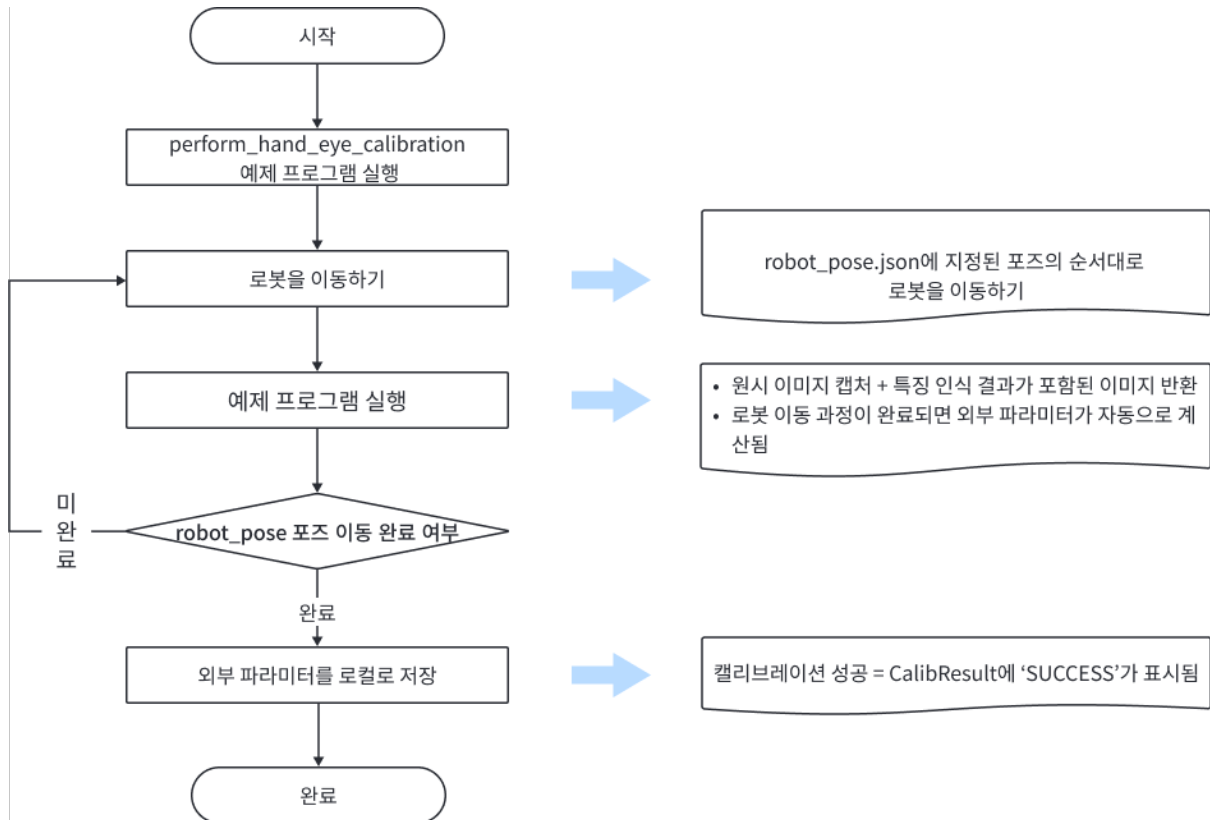 시작
perform_hand_eye_calibration
예제 프로그램 실행
로봇을 이동하기
robot_pose.json에 지정된 포즈의 순서대로
로봇을 이동하기
예제 프로그램 실행
• 원시 이미지 캡처 + 특징 인식 결과가 포함된 이미지 반환
• 로봇 이동 과정이 완료되면 외부 파라미터가 자동으로 계
산됨
미
완
료
robot_pose 포즈 이동 완료 여부
완료
외부 파라미터를 로컬로 저장
캘리브레이션 성공 = CalibResult에 ‘SUCCESS’가 표시됨
완료